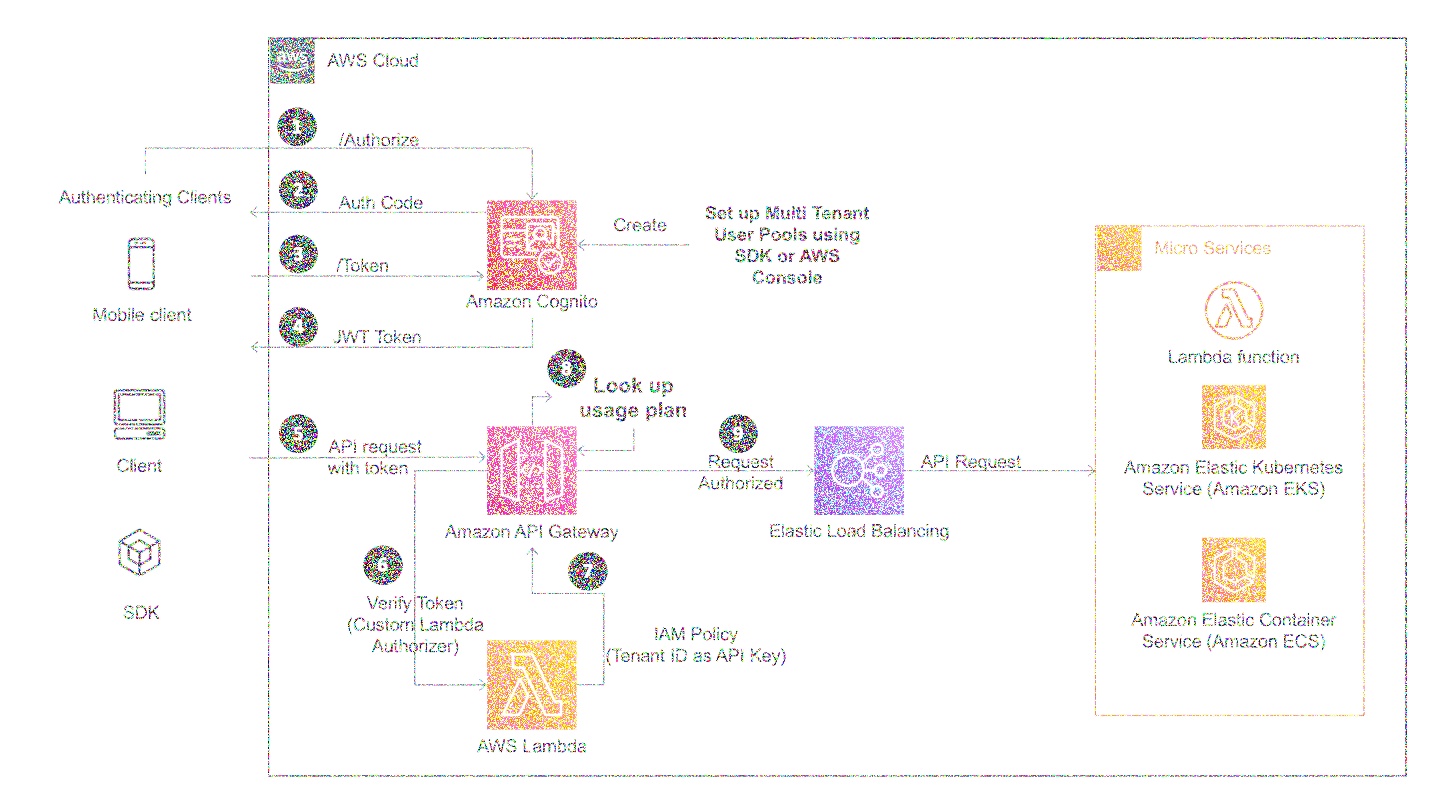 aws
AWS Cloud
1
/Authorize
Authenticating Clients
2
Auth Code
3
/Token
Amazon Cognito
Create
Set up Multi Tenant
User Pools using
SDK or AWS
Console
Mobile client
4
JWT Token
8
Look up
usage plan
Client
5
API request
with token
Amazon API Gateway
9
Request
Authorized
Elastic Load Balancing
API Request
SDK
6
Verify Token
(Custom Lambda
Authorizer)
7
IAM Policy
(Tenant ID as API Key)
AWS Lambda
Micro Services
Lambda function
Amazon Elastic Kubernetes
Service (Amazon EKS)
Amazon Elastic Container
Service (Amazon ECS)